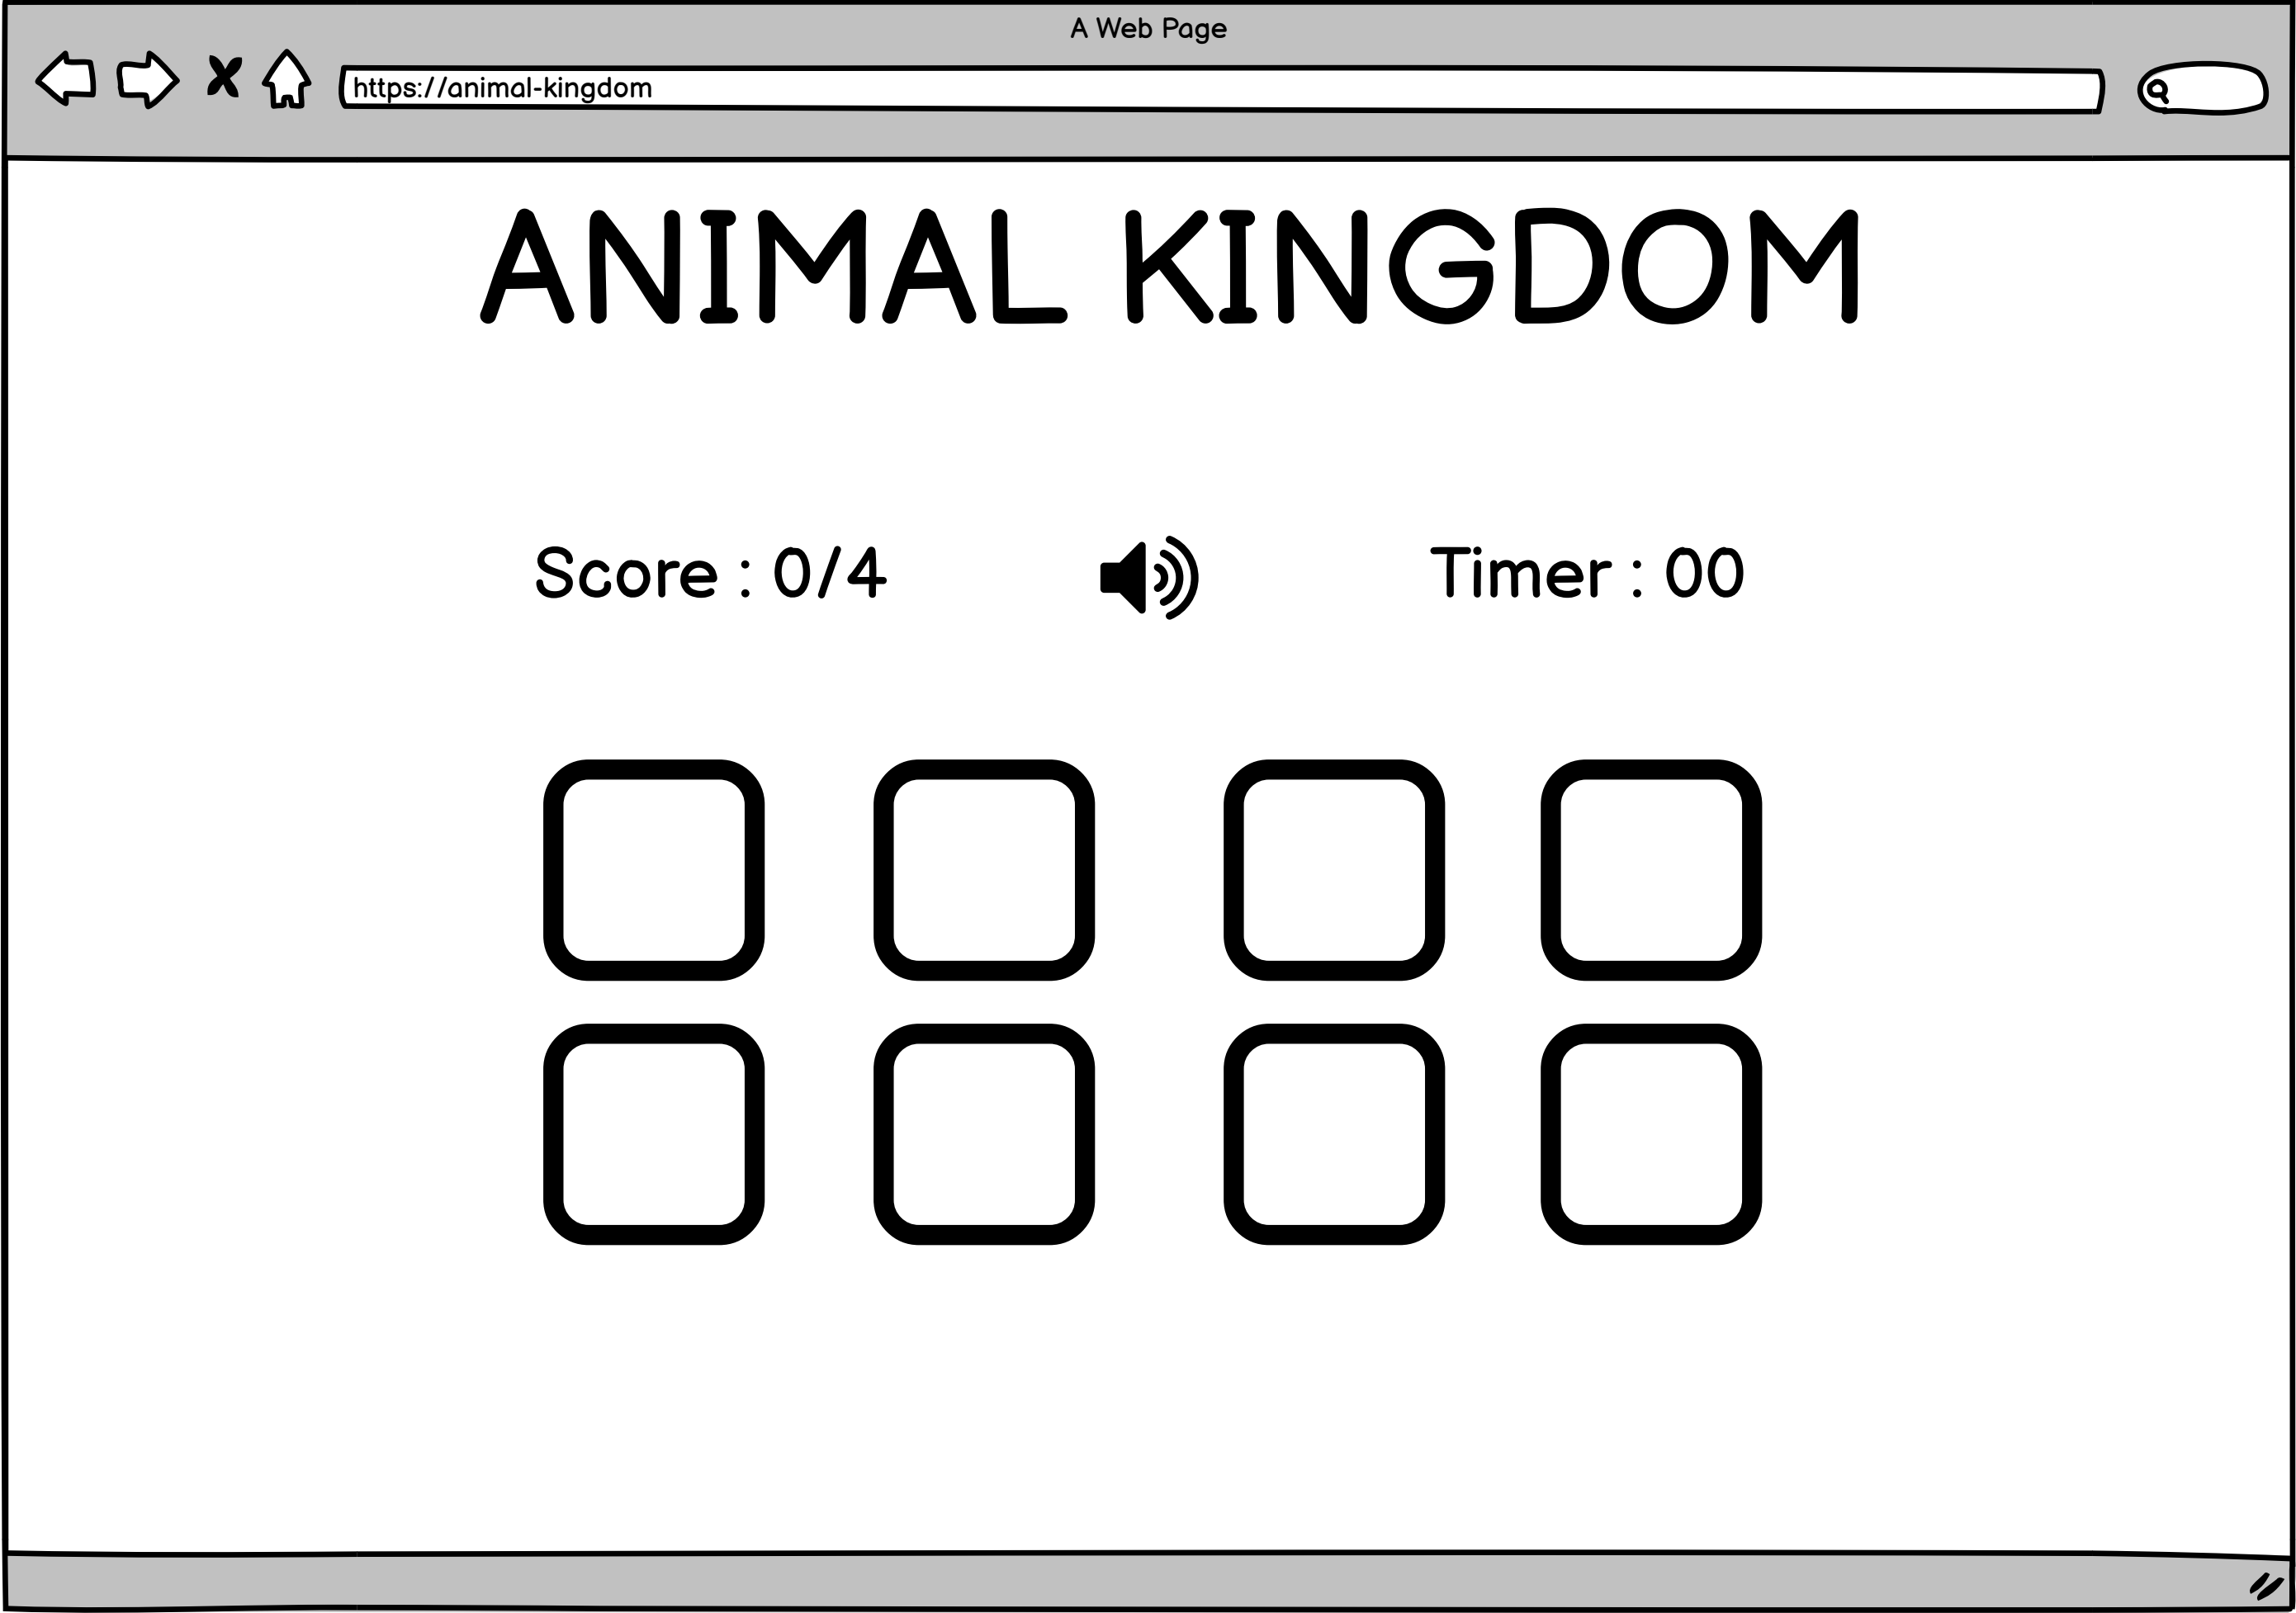 A Web Page
https://animal-kingdom
ANIMAL KINGDOM
Score : 0/4
Timer : 00